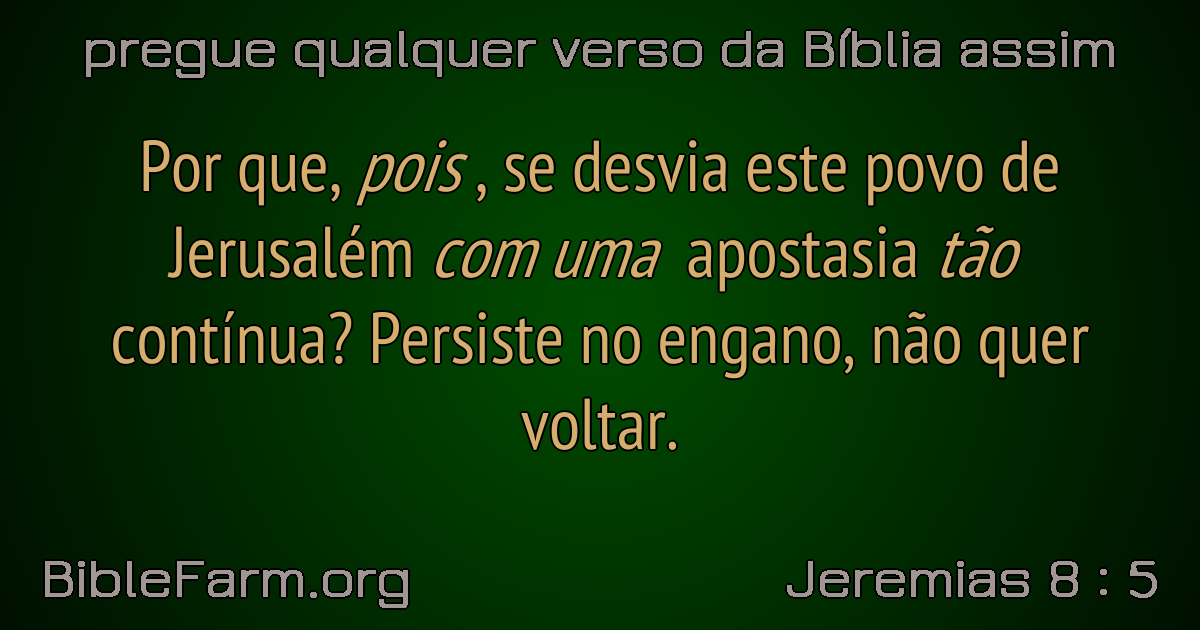 pregue qualquer verso da Bíblia assim
Por que, pois , se desvia este povo de
Jerusalém com uma apostasia tão
contínua? Persiste no engano, não quer
voltar.
BibleFarm.org
Jeremias 8 : 5